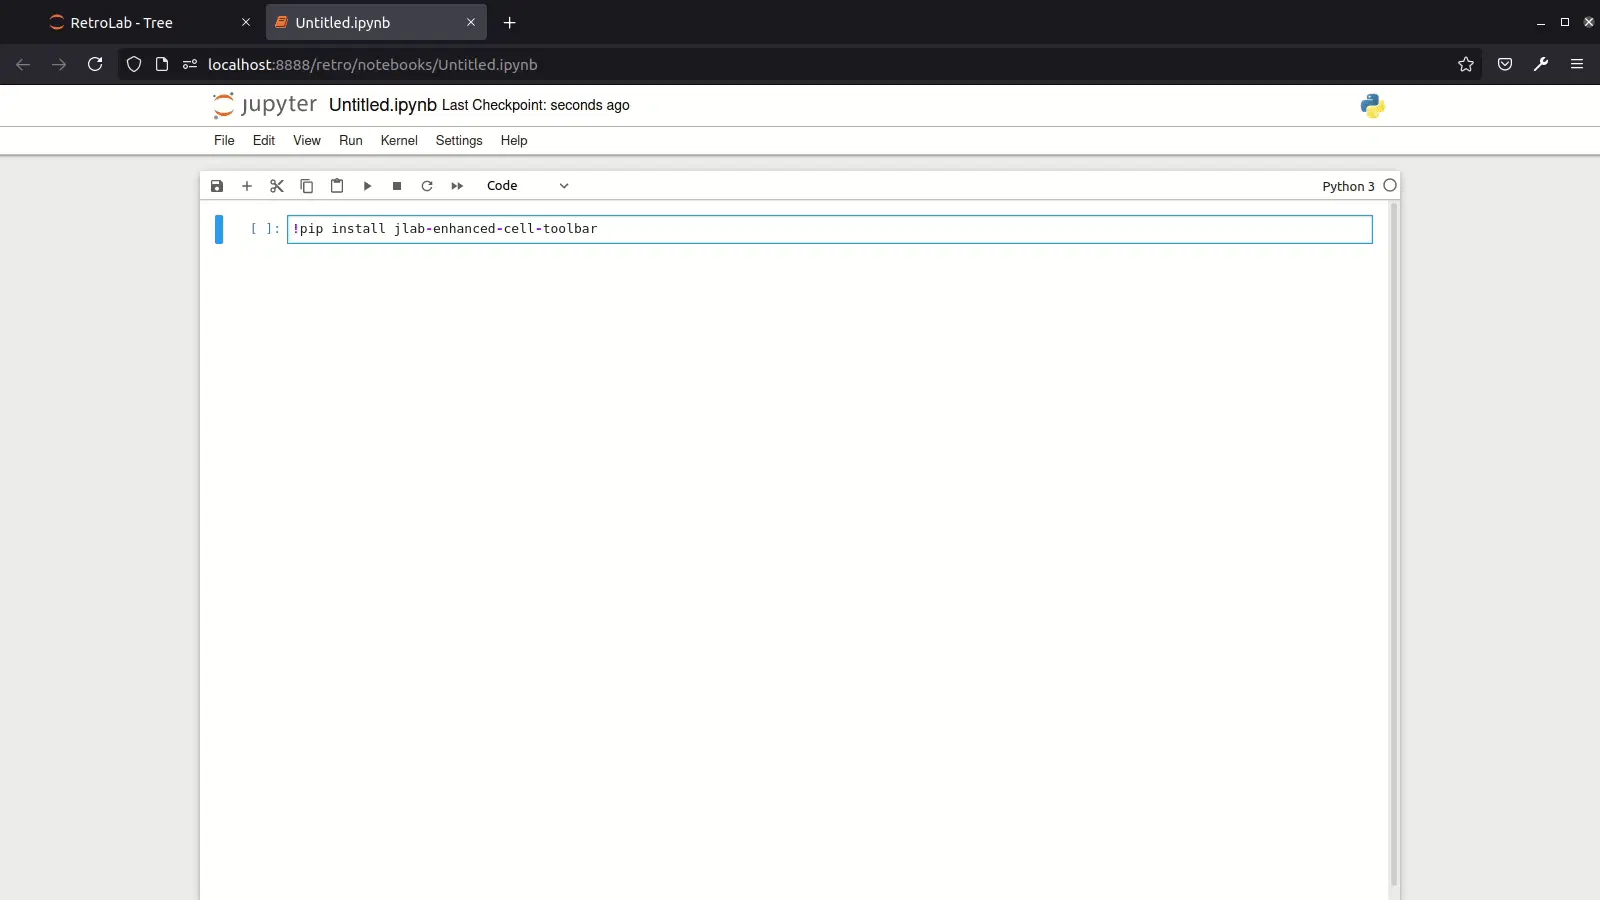 RetroLab - Tree
Untitled.ipynb
localhost:8888/retro/notebooks/Untitled.ipynb
jupyter Untitled.ipynb Last Checkpoint: seconds ago
File Edit View Run Kernel Settings Help
Code Python 3
[ ]: !pip install jlab-enhanced-cell-toolbar